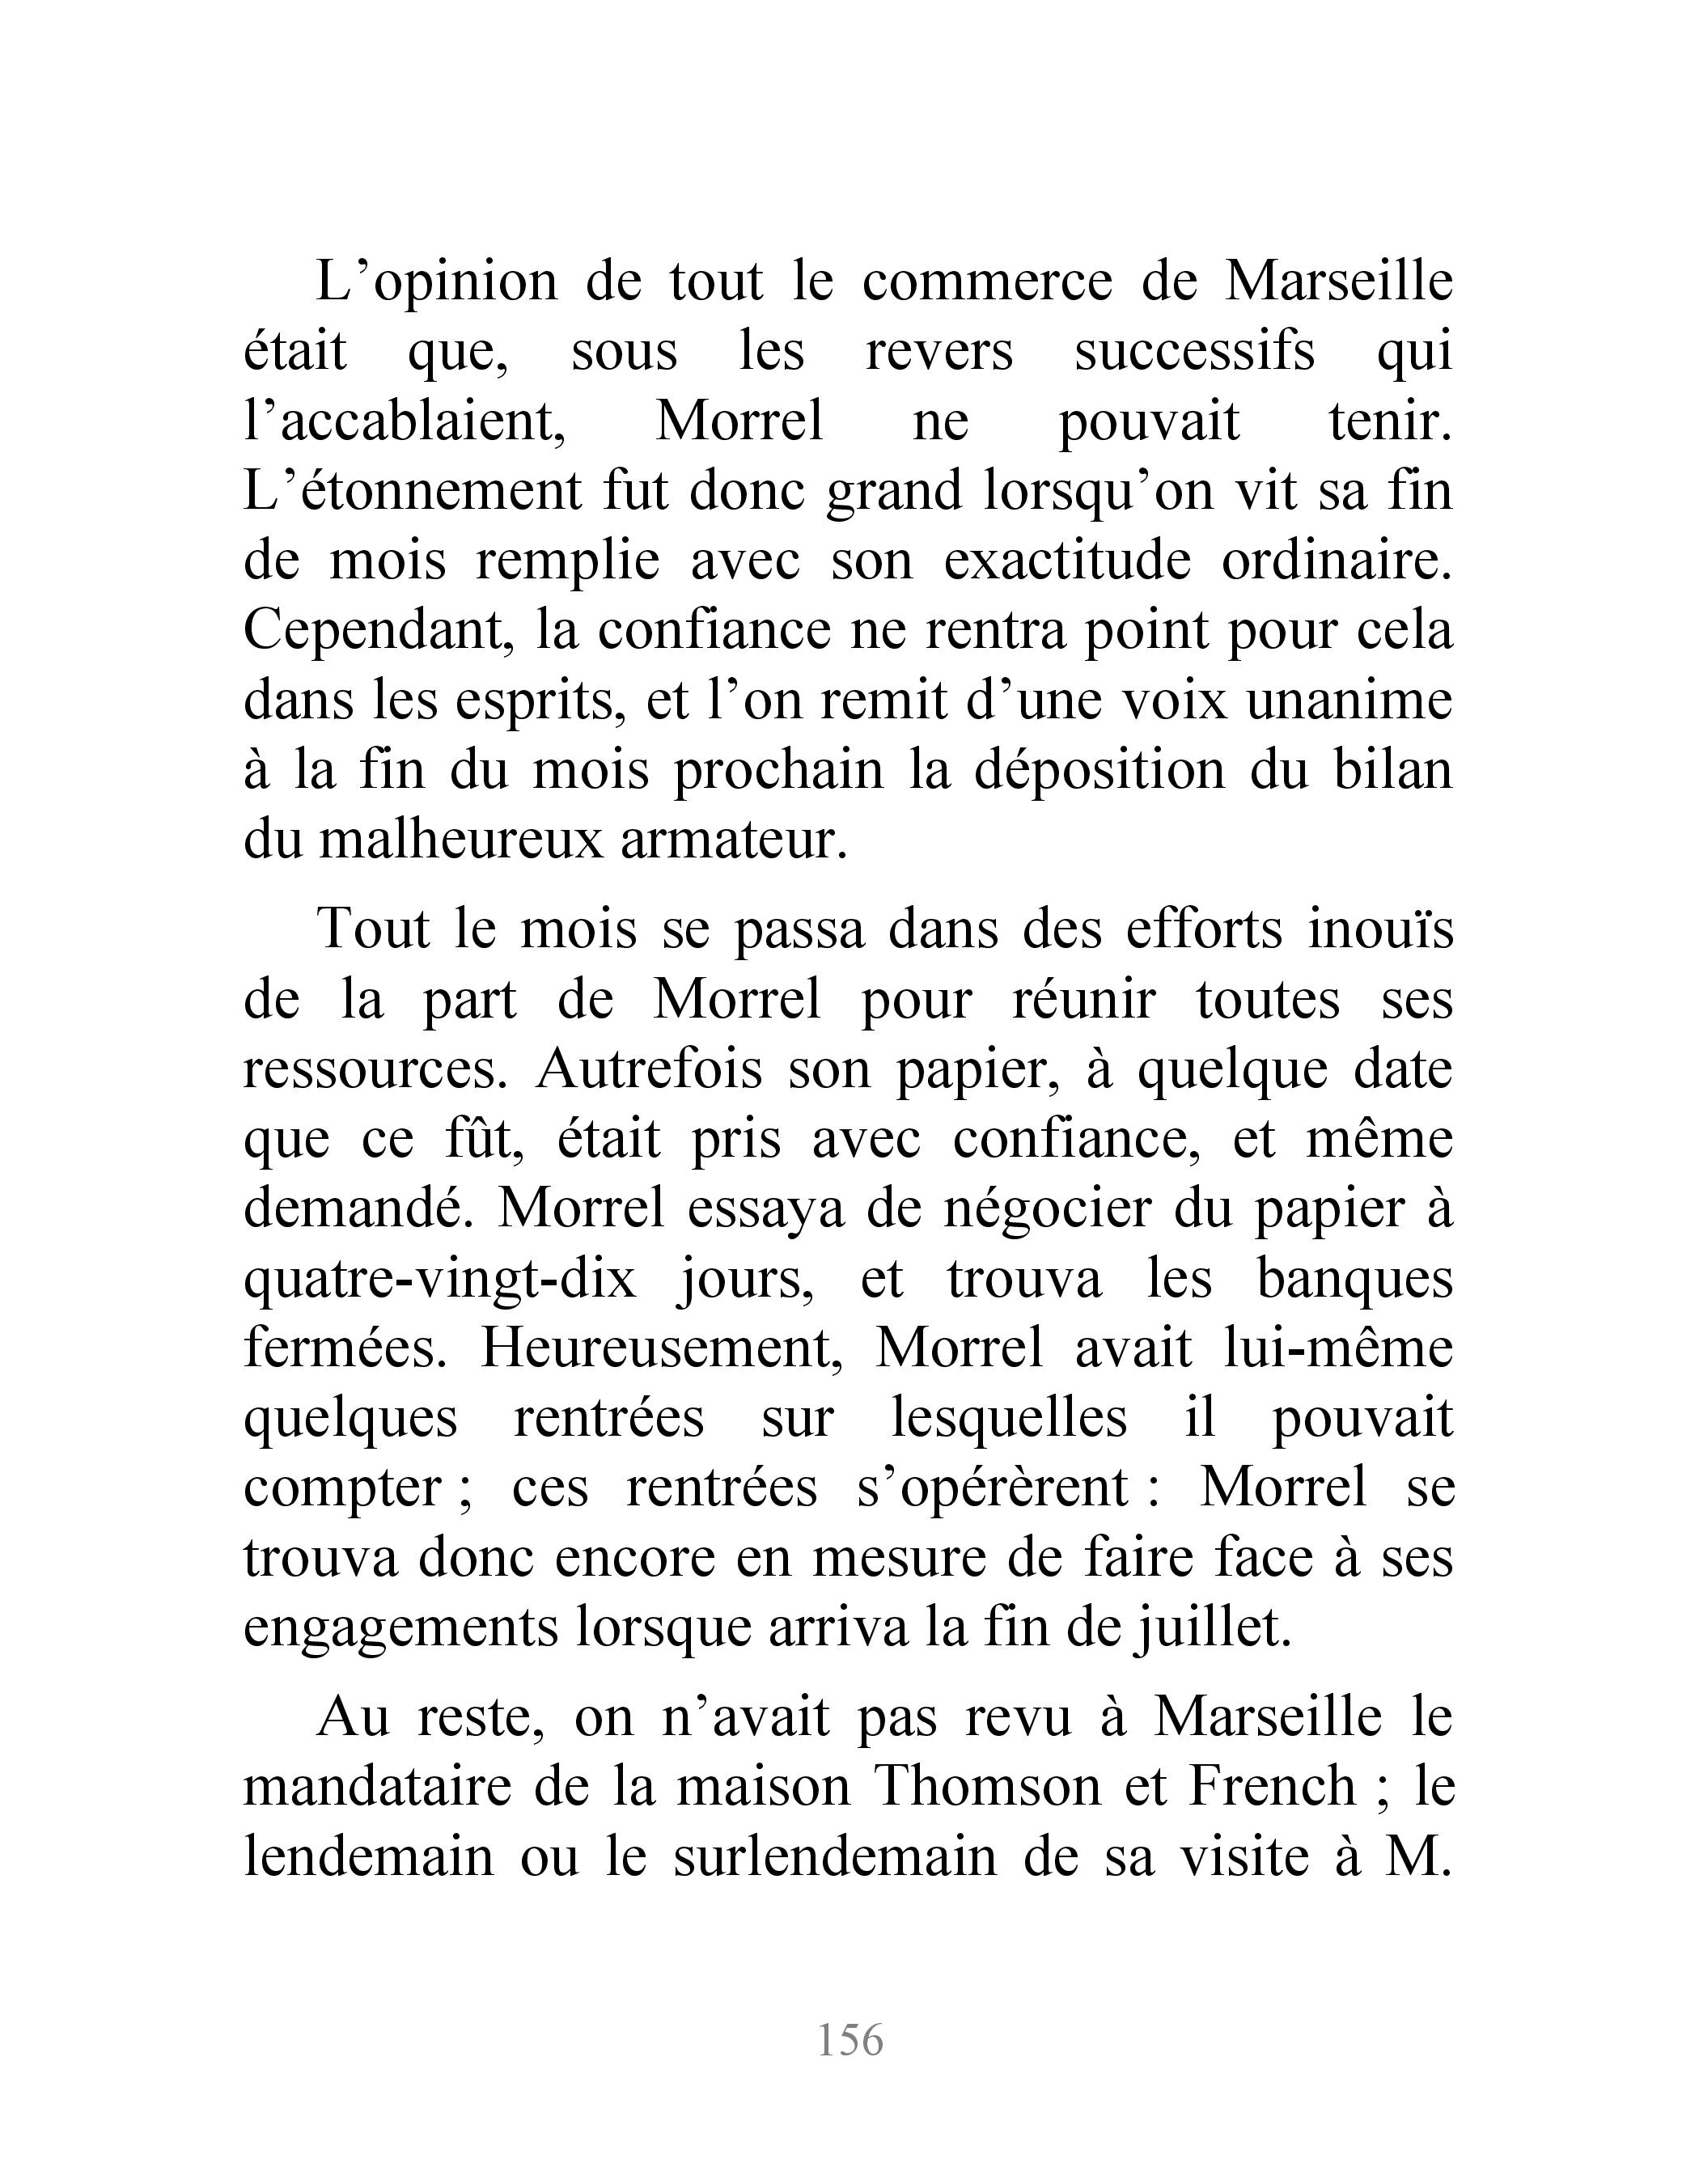 L’opinion de tout le commerce de Marseille
était que, sous les revers successifs qui
l’accablaient, Morrel ne pouvait tenir.
L’étonnement fut donc grand lorsqu’on vit sa fin
de mois remplie avec son exactitude ordinaire.
Cependant, la confiance ne rentra point pour cela
dans les esprits, et l’on remit d’une voix unanime
à la fin du mois prochain la déposition du bilan
du malheureux armateur.
Tout le mois se passa dans des efforts inouïs
de la part de Morrel pour réunir toutes ses
ressources. Autrefois son papier, à quelque date
que ce fût, était pris avec confiance, et même
demandé. Morrel essaya de négocier du papier à
quatre-vingt-dix jours, et trouva les banques
fermées. Heureusement, Morrel avait lui-même
quelques rentrées sur lesquelles il pouvait
compter ; ces rentrées s’opérèrent : Morrel se
trouva donc encore en mesure de faire face à ses
engagements lorsque arriva la fin de juillet.
Au reste, on n’avait pas revu à Marseille le
mandataire de la maison Thomson et French ; le
lendemain ou le surlendemain de sa visite à M.
156